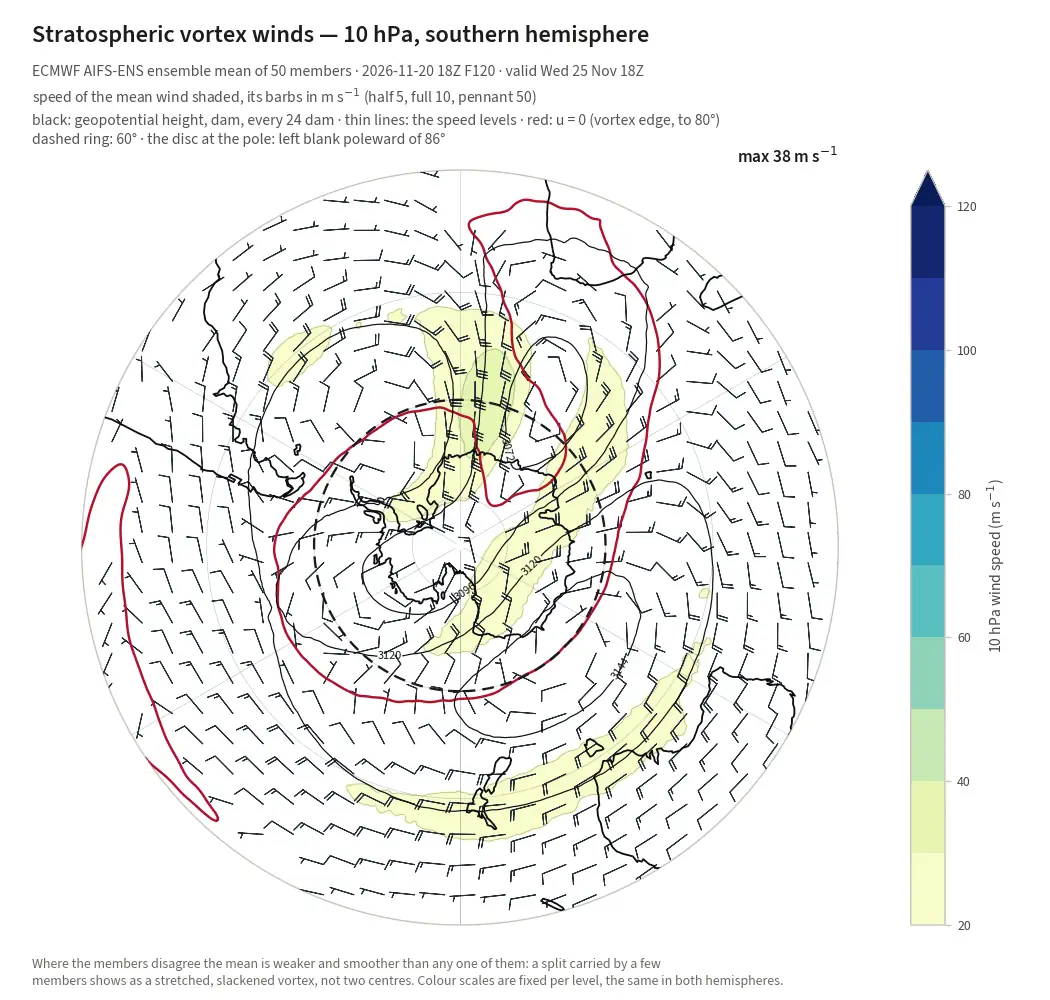 Stratospheric vortex winds — 10 hPa, southern hemisphere
ECMWF AIFS-ENS ensemble mean of 50 members · 2026-11-20 18Z F120 · valid Wed 25 Nov 18Z
speed of the mean wind shaded, its barbs in m s⁻¹ (half 5, full 10, pennant 50)
black: geopotential height, dam, every 24 dam · thin lines: the speed levels · red: u = 0 (vortex edge, to 80°)
dashed ring: 60° · the disc at the pole: left blank poleward of 86°
max 38 m s⁻¹
120
100
80
60
40
20
10 hPa wind speed (m s⁻¹)
3120
3096
3120
3144
Where the members disagree the mean is weaker and smoother than any one of them: a split carried by a few
members shows as a stretched, slackened vortex, not two centres. Colour scales are fixed per level, the same in both hemispheres.